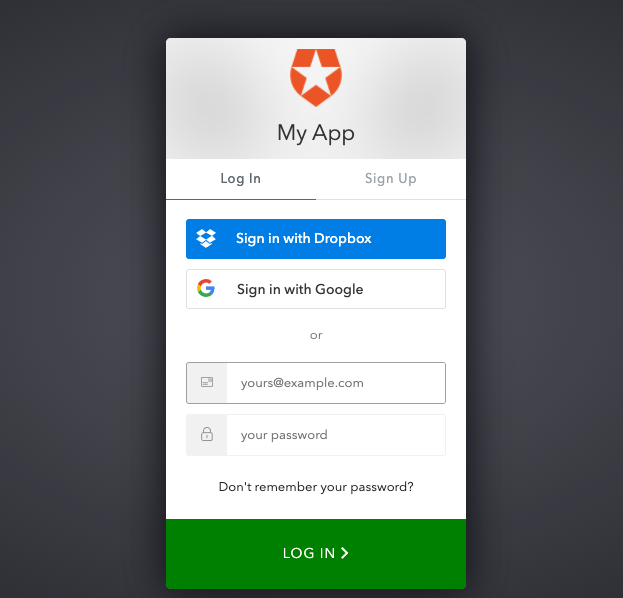 My App
Log In
Sign Up
Sign in with Dropbox
Sign in with Google
or
yours@example.com
your password
Don't remember your password?
LOG IN